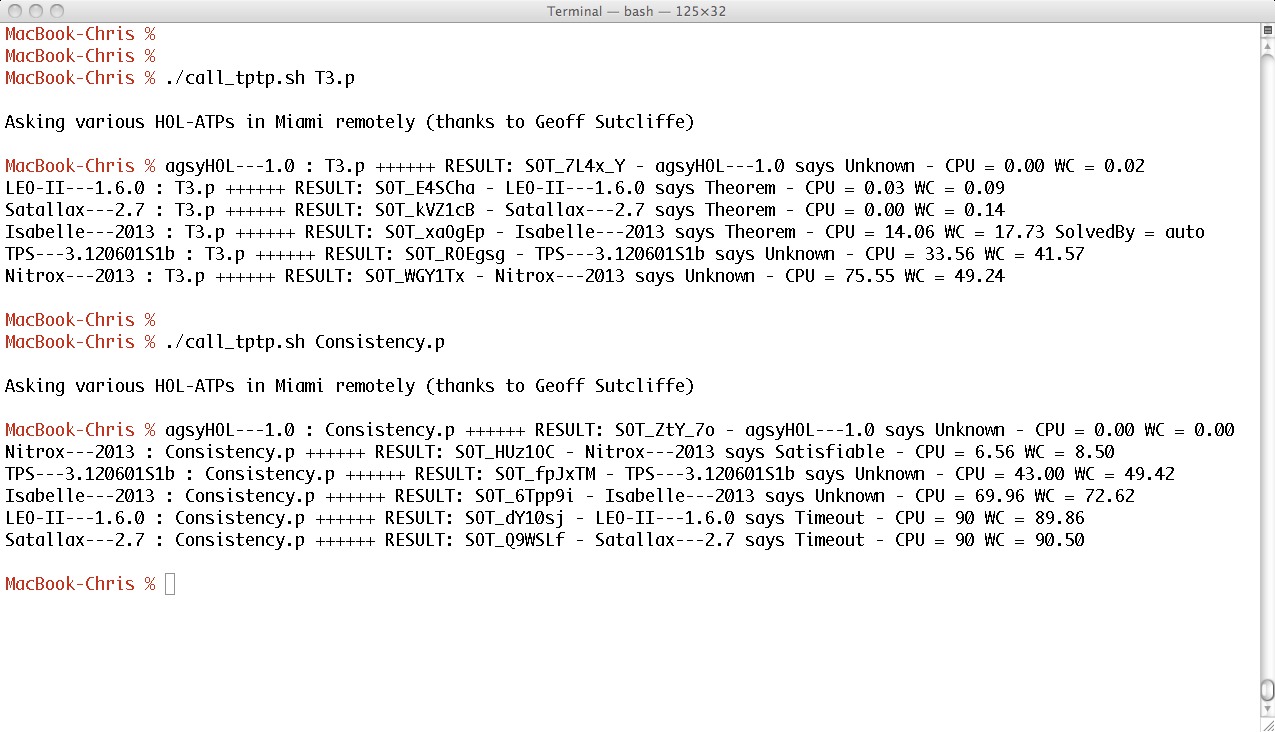 Terminal — bash — 125×32
MacBook-Chris %
MacBook-Chris %
MacBook-Chris % ./call_tptp.sh T3.p
Asking various HOL-ATPs in Miami remotely (thanks to Geoff Sutcliffe)
MacBook-Chris % agsyHOL---1.0 : T3.p ++++++ RESULT: SOT_7L4x_Y - agsyHOL---1.0 says Unknown - CPU = 0.00 WC = 0.02
LEO-II---1.6.0 : T3.p ++++++ RESULT: SOT_E4SCha - LEO-II---1.6.0 says Theorem - CPU = 0.03 WC = 0.09
Satallax---2.7 : T3.p ++++++ RESULT: SOT_kVZ1cB - Satallax---2.7 says Theorem - CPU = 0.00 WC = 0.14
Isabelle---2013 : T3.p ++++++ RESULT: SOT_xa0gEp - Isabelle---2013 says Theorem - CPU = 14.06 WC = 17.73 SolvedBy = auto
TPS---3.120601S1b : T3.p ++++++ RESULT: SOT_R0Egsg - TPS---3.120601S1b says Unknown - CPU = 33.56 WC = 41.57
Nitrox---2013 : T3.p ++++++ RESULT: SOT_WGY1Tx - Nitrox---2013 says Unknown - CPU = 75.55 WC = 49.24
MacBook-Chris %
MacBook-Chris % ./call_tptp.sh Consistency.p
Asking various HOL-ATPs in Miami remotely (thanks to Geoff Sutcliffe)
MacBook-Chris % agsyHOL---1.0 : Consistency.p ++++++ RESULT: SOT_ZtY_7o - agsyHOL---1.0 says Unknown - CPU = 0.00 WC = 0.00
Nitrox---2013 : Consistency.p ++++++ RESULT: SOT_HUz10C - Nitrox---2013 says Satisfiable - CPU = 6.56 WC = 8.50
TPS---3.120601S1b : Consistency.p ++++++ RESULT: SOT_fpJxTM - TPS---3.120601S1b says Unknown - CPU = 43.00 WC = 49.42
Isabelle---2013 : Consistency.p ++++++ RESULT: SOT_6Tpp9i - Isabelle---2013 says Unknown - CPU = 69.96 WC = 72.62
LEO-II---1.6.0 : Consistency.p ++++++ RESULT: SOT_dY10sj - LEO-II---1.6.0 says Timeout - CPU = 90 WC = 89.86
Satallax---2.7 : Consistency.p ++++++ RESULT: SOT_Q9WSLf - Satallax---2.7 says Timeout - CPU = 90 WC = 90.50
MacBook-Chris %